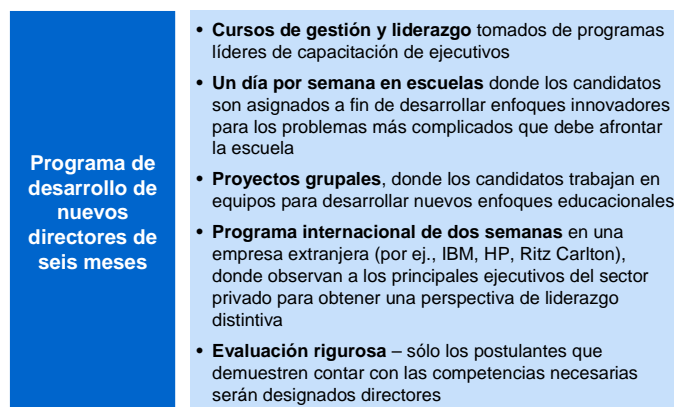 Programa de
desarrollo de
nuevos
directores de
seis meses
• Cursos de gestión y liderazgo tomados de programas
líderes de capacitación de ejecutivos
• Un día por semana en escuelas donde los candidatos
son asignados a fin de desarrollar enfoques innovadores
para los problemas más complicados que debe afrontar
la escuela
• Proyectos grupales, donde los candidatos trabajan en
equipos para desarrollar nuevos enfoques educacionales
• Programa internacional de dos semanas en una
empresa extranjera (por ej., IBM, HP, Ritz Carlton),
donde observan a los principales ejecutivos del sector
privado para obtener una perspectiva de liderazgo
distintiva
• Evaluación rigurosa – sólo los postulantes que
demuestren contar con las competencias necesarias
serán designados directores